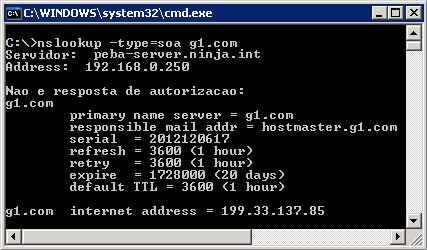 C:\WINDOWS\system32\cmd.exe
C:\>nslookup -type=soa g1.com
Servidor:  peba-server.ninja.int
Address:  192.168.0.250
Nao e resposta de autorizacao:
g1.com
primary name server = g1.com
responsible mail addr = hostmaster.g1.com
serial  = 2012120617
refresh = 3600 (1 hour)
retry   = 3600 (1 hour)
expire  = 1728000 (20 days)
default TTL = 3600 (1 hour)
g1.com  internet address = 199.33.137.85